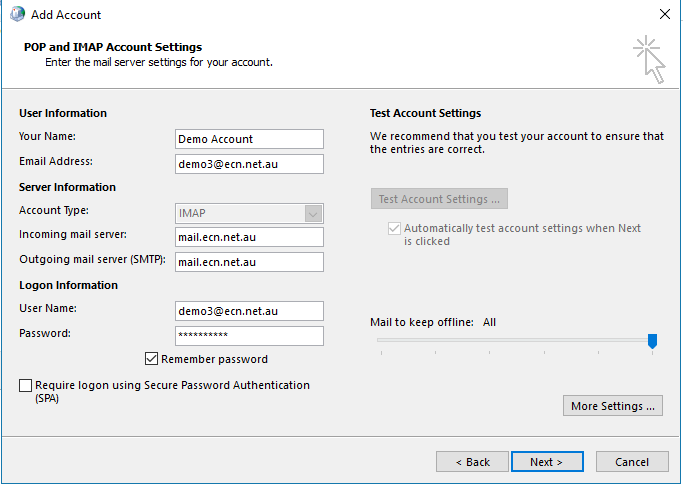 Add Account
POP and IMAP Account Settings
Enter the mail server settings for your account.
User Information
Your Name: Demo Account
Email Address: demo3@ecn.net.au
Server Information
Account Type: IMAP
Incoming mail server: mail.ecn.net.au
Outgoing mail server (SMTP): mail.ecn.net.au
Logon Information
User Name: demo3@ecn.net.au
Password: **********
Remember password
Require logon using Secure Password Authentication
(SPA)
Test Account Settings
We recommend that you test your account to ensure that
the entries are correct.
Test Account Settings ...
Automatically test account settings when Next
is clicked
Mail to keep offline: All
More Settings ...
< Back
Next >
Cancel